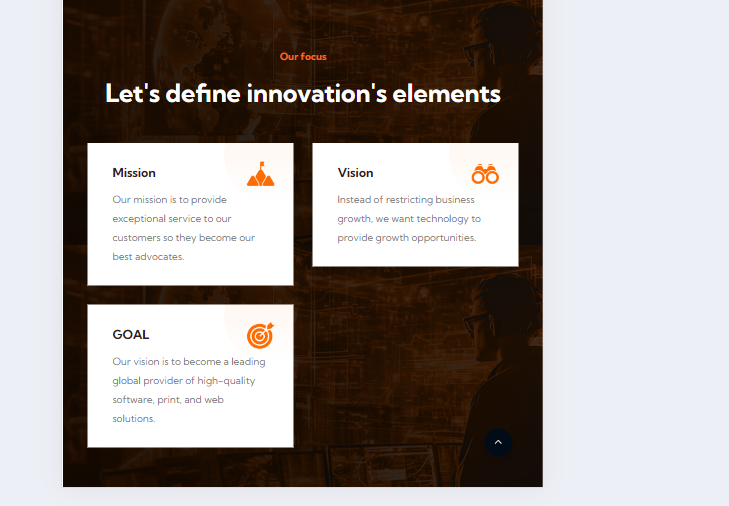 Our focus
Let's define innovation's elements
Mission
Our mission is to provide
exceptional service to our
customers so they become our
best advocates.
Vision
Instead of restricting business
growth, we want technology to
provide growth opportunities.
GOAL
Our vision is to become a leading
global provider of high-quality
software, print, and web
solutions.